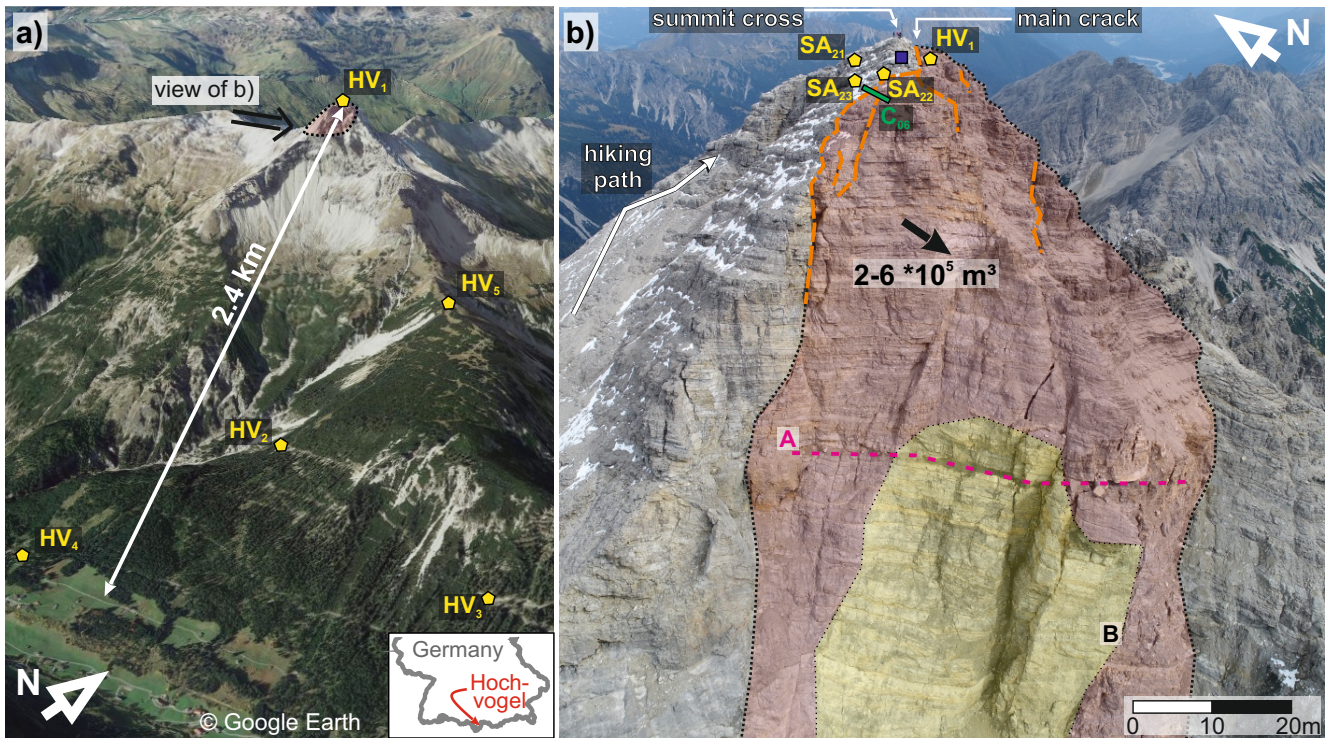 a)
HV₁
view of b)
2.4 km
HV₅
HV₂
HV₄
HV₃
N
© Google Earth
Germany
Hoch-
vogel
b)
summit cross
main crack
N
SA₂₁
HV₁
SA₂₃
SA₂₂
C₀₆
hiking
path
2-6 *10⁵ m³
A
B
0 10 20m